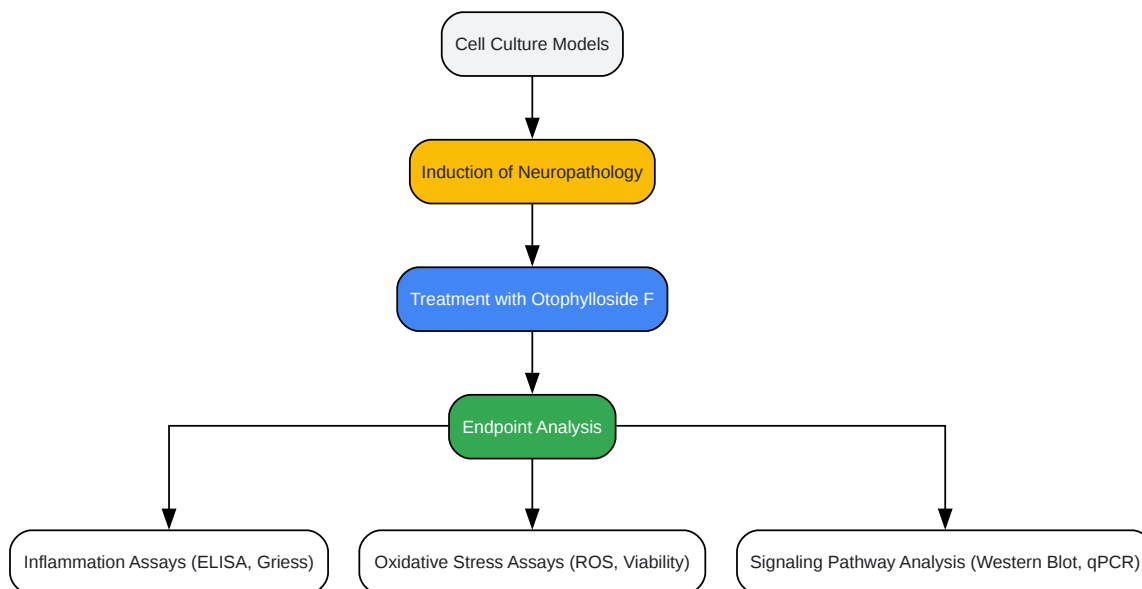 Cell Culture Models
Induction of Neuropathology
Treatment with Otophylloside F
Endpoint Analysis
Inflammation Assays (ELISA, Griess)
Oxidative Stress Assays (ROS, Viability)
Signaling Pathway Analysis (Western Blot, qPCR)